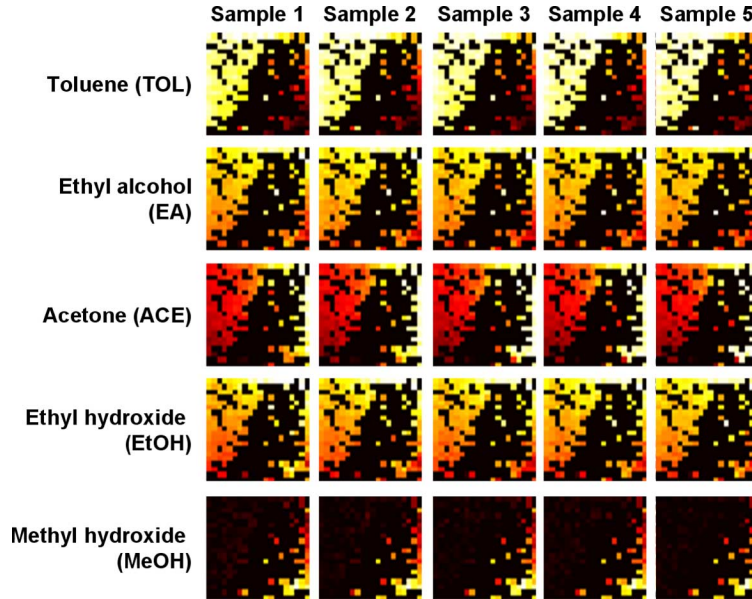 Sample 1 Sample 2 Sample 3 Sample 4 Sample 5
Toluene (TOL)
Ethyl alcohol
(EA)
Acetone (ACE)
Ethyl hydroxide
(EtOH)
Methyl hydroxide
(MeOH)